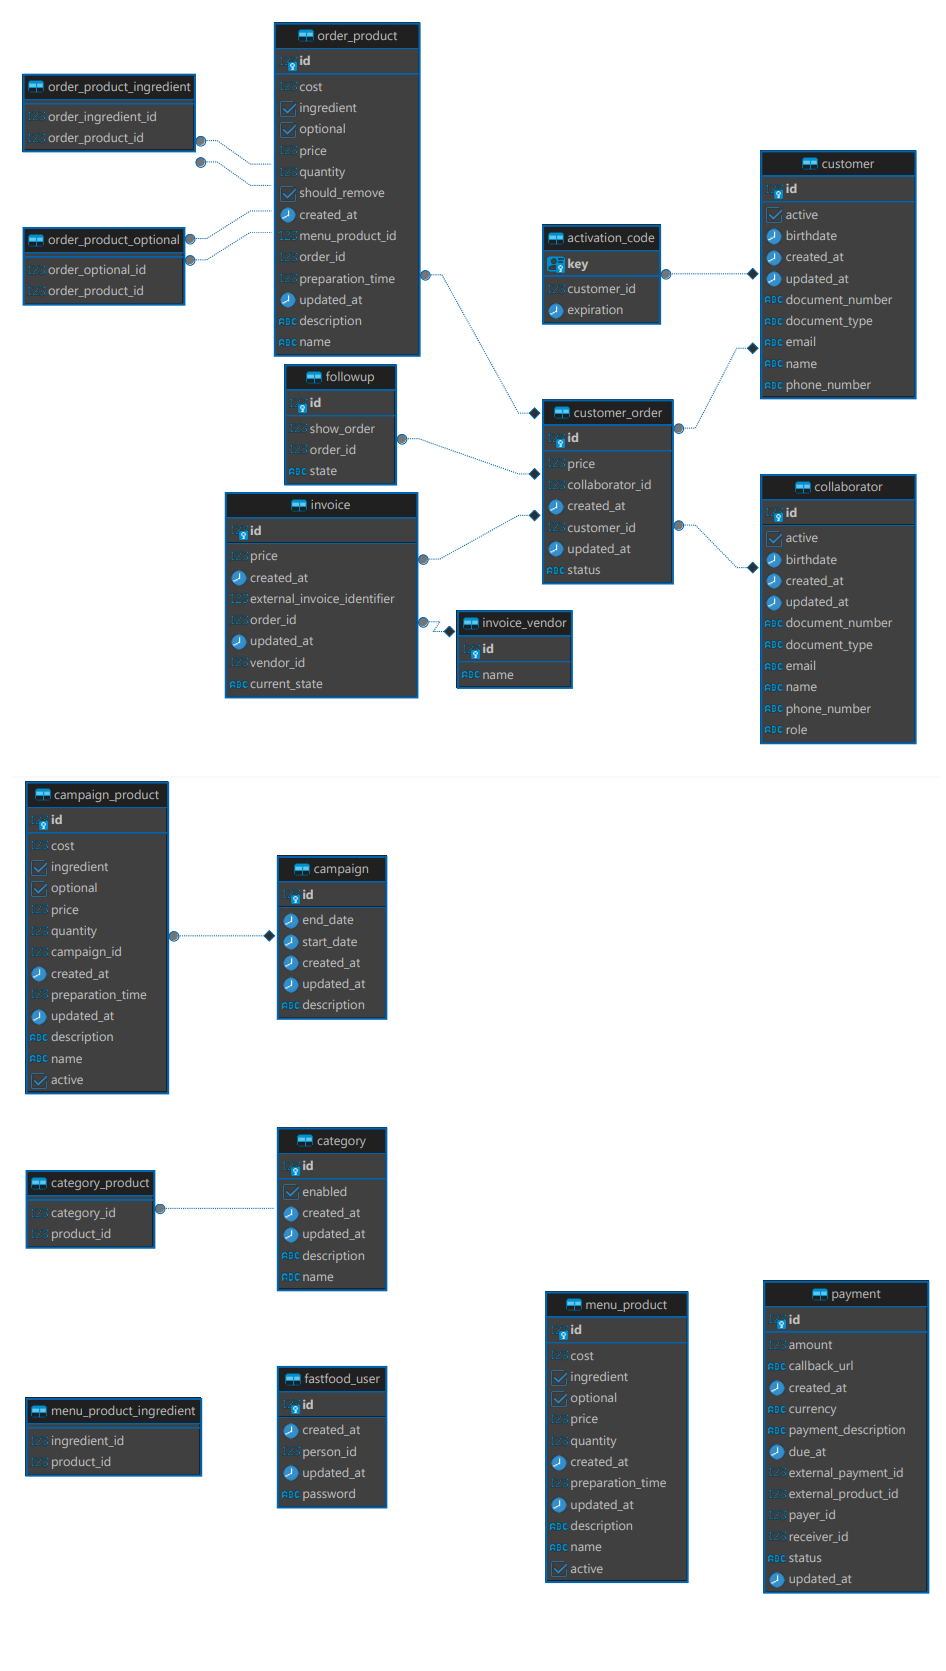 order_product
id
cost
ingredient
optional
price
quantity
should_remove
created_at
menu_product_id
order_id
preparation_time
updated_at
description
name
order_product_ingredient
order_ingredient_id
order_product_id
order_product_optional
order_optional_id
order_product_id
customer
id
active
birthdate
created_at
updated_at
document_number
document_type
email
name
phone_number
activation_code
key
customer_id
expiration
followup
id
show_order
order_id
state
customer_order
id
price
collaborator_id
created_at
customer_id
updated_at
status
collaborator
id
active
birthdate
created_at
updated_at
document_number
document_type
email
name
phone_number
role
invoice
id
price
created_at
external_invoice_identifier
order_id
updated_at
vendor_id
current_state
invoice_vendor
id
name
campaign_product
id
cost
ingredient
optional
price
quantity
campaign_id
created_at
preparation_time
updated_at
description
name
active
campaign
id
end_date
start_date
created_at
updated_at
description
category
id
enabled
created_at
updated_at
description
name
category_product
category_id
product_id
menu_product_ingredient
ingredient_id
product_id
fastfood_user
id
created_at
person_id
updated_at
password
menu_product
id
cost
ingredient
optional
price
quantity
created_at
preparation_time
updated_at
description
name
active
payment
id
amount
callback_url
created_at
currency
payment_description
due_at
external_payment_id
external_product_id
payer_id
receiver_id
status
updated_at